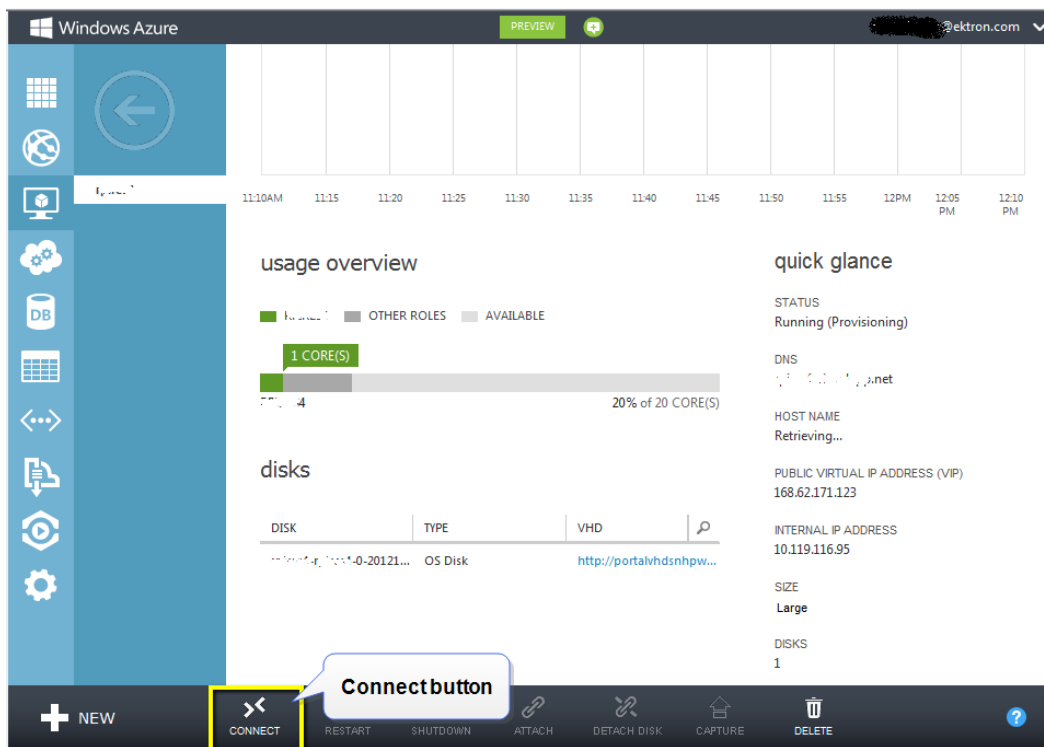 Windows Azure
PREVIEW
@ektron.com
11:10AM 11:15 11:20 11:25 11:30 11:35 11:40 11:45 11:50 11:55 12PM 12:05 PM 12:10 PM
usage overview
OTHER ROLES AVAILABLE
1 CORE(S)
20% of 20 CORE(S)
quick glance
STATUS
Running (Provisioning)
DNS
.net
HOST NAME
Retrieving...
PUBLIC VIRTUAL IP ADDRESS (VIP)
168.62.171.123
INTERNAL IP ADDRESS
10.119.116.95
SIZE
Large
DISKS
1
disks
DISK TYPE VHD
-0-20121... OS Disk http://portalvhdsnhpw...
DB
Connect button
NEW
CONNECT RESTART SHUTDOWN ATTACH DETACH DISK CAPTURE DELETE
?